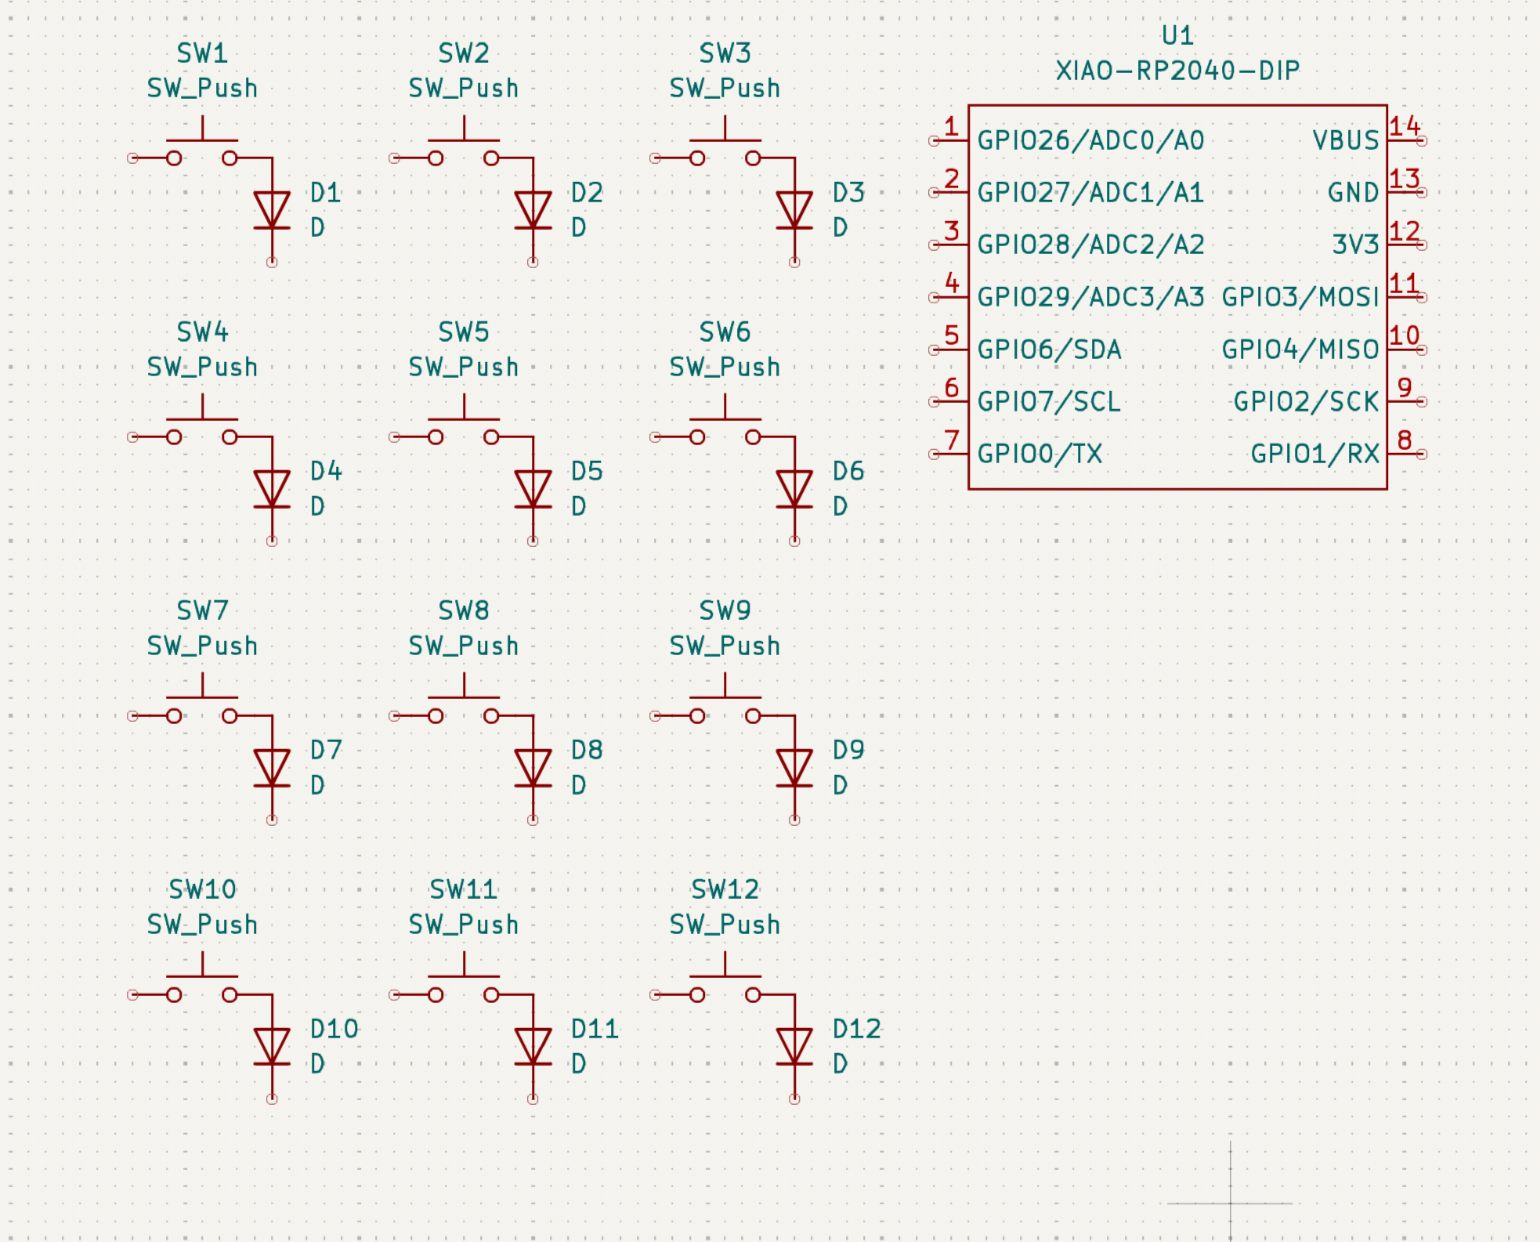 SW1
SW_Push
SW2
SW_Push
SW3
SW_Push
D1
D
D2
D
D3
D
SW4
SW_Push
SW5
SW_Push
SW6
SW_Push
D4
D
D5
D
D6
D
SW7
SW_Push
SW8
SW_Push
SW9
SW_Push
D7
D
D8
D
D9
D
SW10
SW_Push
SW11
SW_Push
SW12
SW_Push
D10
D
D11
D
D12
D
U1
XIAO-RP2040-DIP
1 GPIO26/ADC0/A0 VBUS 14
2 GPIO27/ADC1/A1 GND 13
3 GPIO28/ADC2/A2 3V3 12
4 GPIO29/ADC3/A3 GPIO3/MOSI 11
5 GPIO6/SDA GPIO4/MISO 10
6 GPIO7/SCL GPIO2/SCK 9
7 GPIO0/TX GPIO1/RX 8